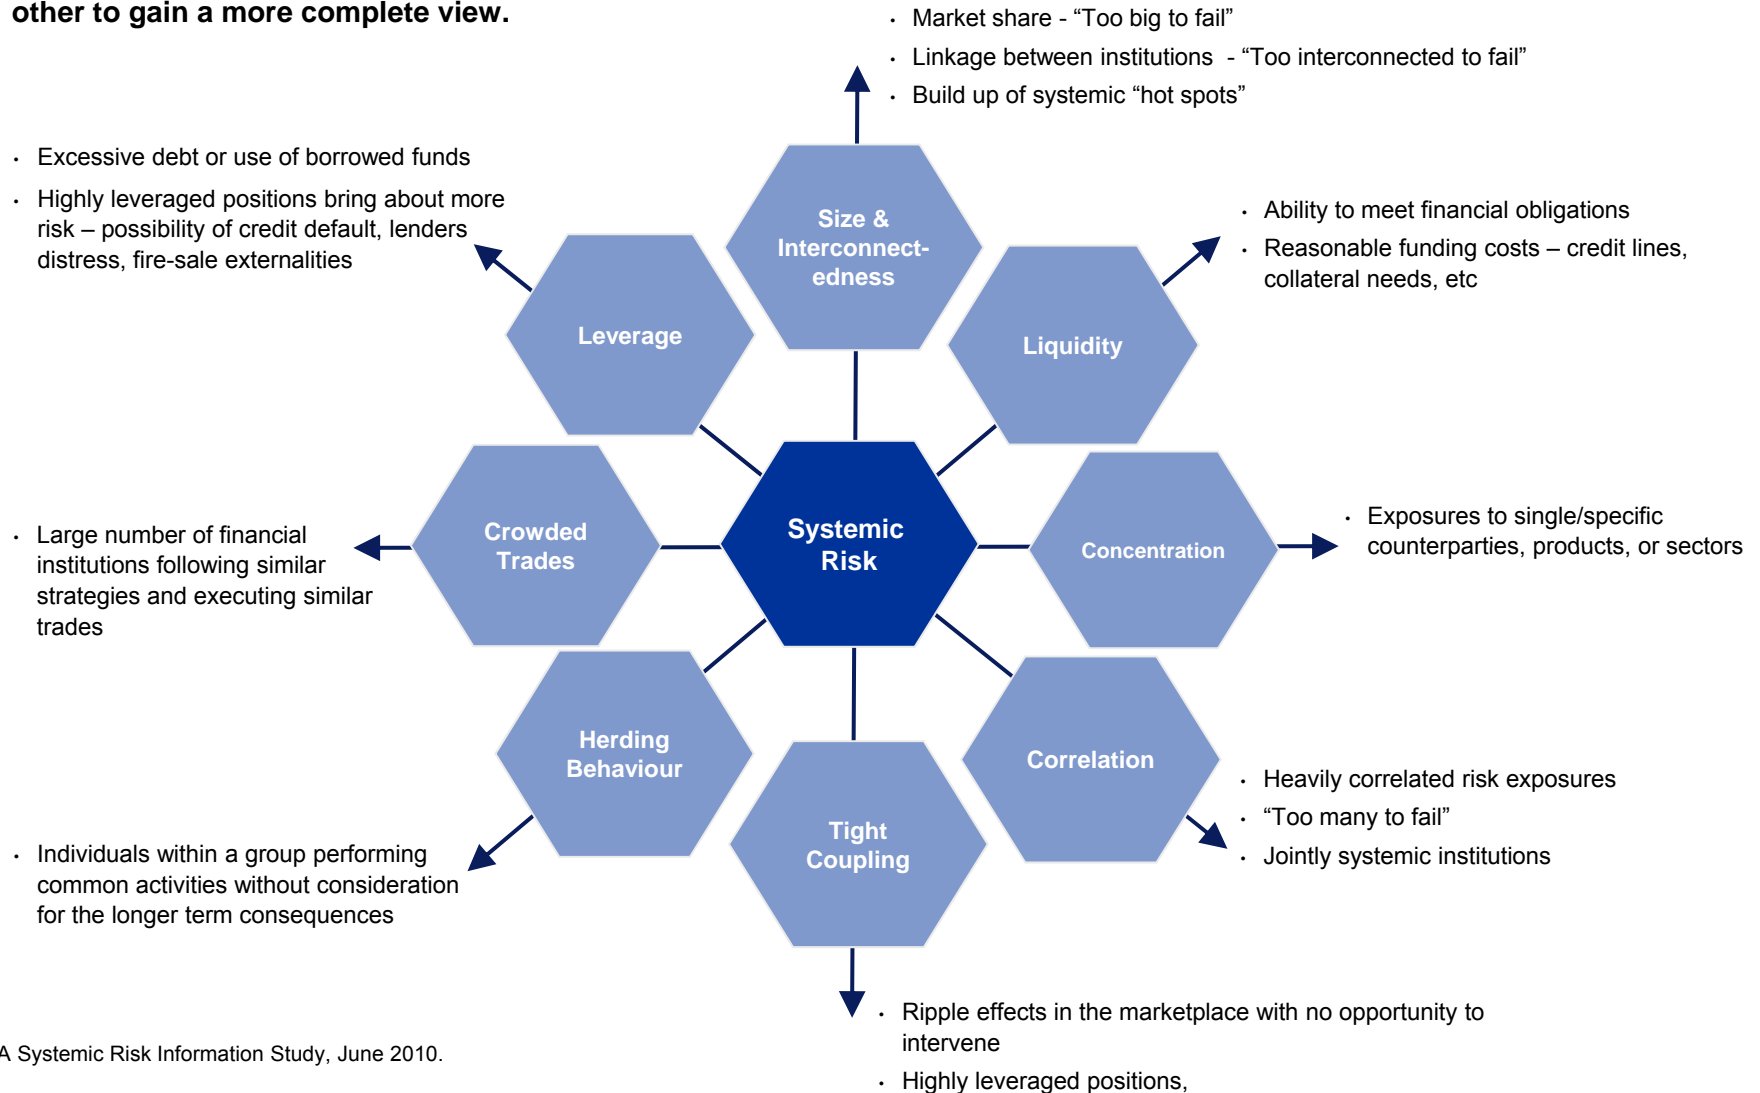 other to gain a more complete view.
• Market share - “Too big to fail”
• Linkage between institutions - “Too interconnected to fail”
• Build up of systemic “hot spots”
• Excessive debt or use of borrowed funds
• Highly leveraged positions bring about more
risk – possibility of credit default, lenders
distress, fire-sale externalities
Size &
Interconnect-
edness
• Ability to meet financial obligations
• Reasonable funding costs – credit lines,
collateral needs, etc
Leverage
Liquidity
• Large number of financial
institutions following similar
strategies and executing similar
trades
Crowded
Trades
Systemic
Risk
Concentration
• Exposures to single/specific
counterparties, products, or sectors
Herding
Behaviour
Correlation
• Heavily correlated risk exposures
• “Too many to fail”
• Jointly systemic institutions
Tight
Coupling
• Individuals within a group performing
common activities without consideration
for the longer term consequences
• Ripple effects in the marketplace with no opportunity to
intervene
• Highly leveraged positions,
A Systemic Risk Information Study, June 2010.